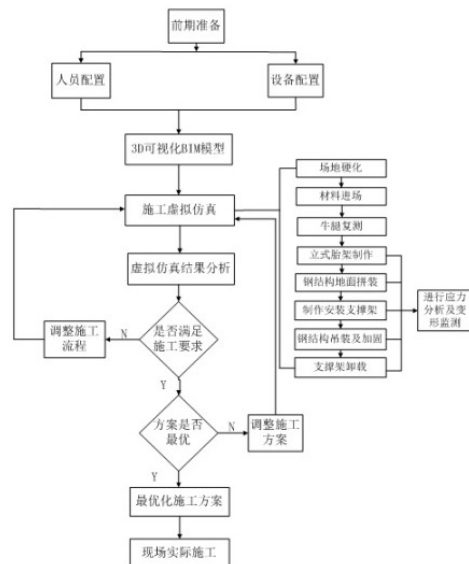 前期准备
人员配置
设备配置
3D可视化BIM模型
施工虚拟仿真
虚拟仿真结果分析
是否满足
施工要求
N
调整施工
流程
Y
方案是否
最优
N
调整施工
方案
Y
最优化施工方案
现场实际施工
场地硬化
材料进场
牛腿复测
立式胎架制作
钢结构地面拼装
制作安装支撑架
钢结构吊装及加固
支撑架卸载
进行应力
分析及变
形监测